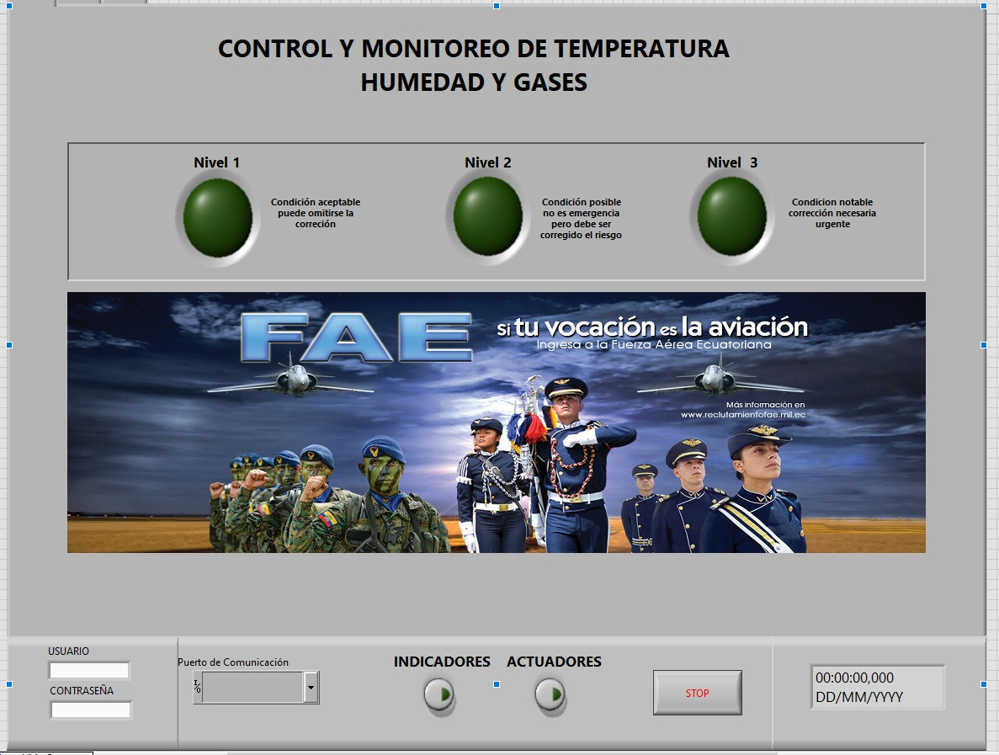 CONTROL Y MONITOREO DE TEMPERATURA
HUMEDAD Y GASES
Nivel 1
Condición aceptable
puede omitirse la
correción
Nivel 2
Condición posible
no es emergencia
pero debe ser
corregido el riesgo
Nivel 3
Condicion notable
corrección necesaria
urgente
FAE
si tu vocación es la aviación
Ingresa a la Fuerza Aérea Ecuatoriana
Más información en
www.reclutamientofae.mil.ec
USUARIO
CONTRASEÑA
Puerto de Comunicación
I/O
INDICADORES
ACTUADORES
STOP
00:00:00,000
DD/MM/YYYY